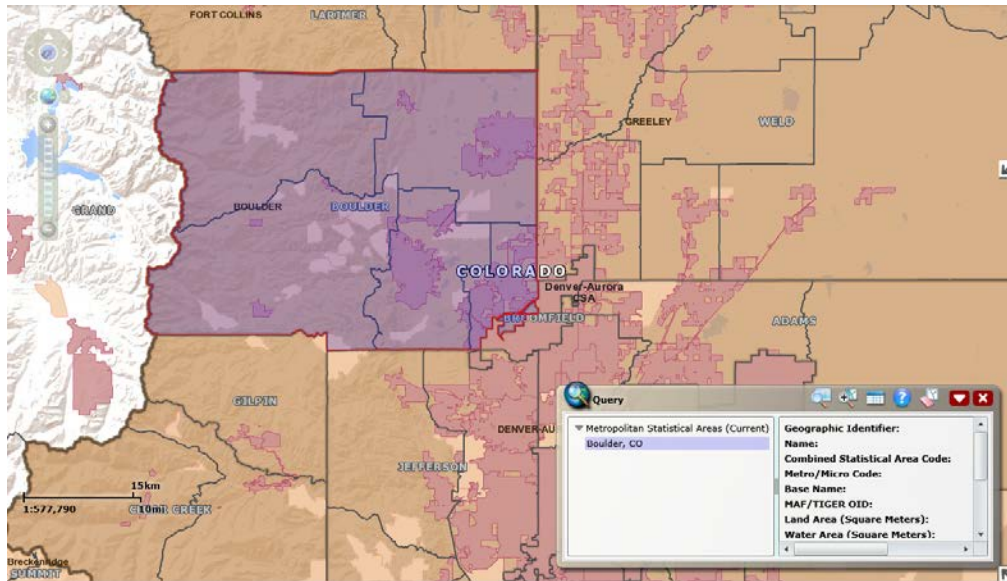 FORT COLLINS
LARIMER
GREELEY
WELD
GRAND
BOULDER
BOULDER
COLORADO
Denver-Aurora
CSA
BROOMFIELD
ADAMS
GILPIN
DENVER-AU
JEFFERSON
15km
1:577,790
10mi
CLEAR CREEK
Breckenridge
SUMMIT
Query
Metropolitan Statistical Areas (Current)
Boulder, CO
Geographic Identifier:
Name:
Combined Statistical Area Code:
Metro/Micro Code:
Base Name:
MAF/TIGER OID:
Land Area (Square Meters):
Water Area (Square Meters):